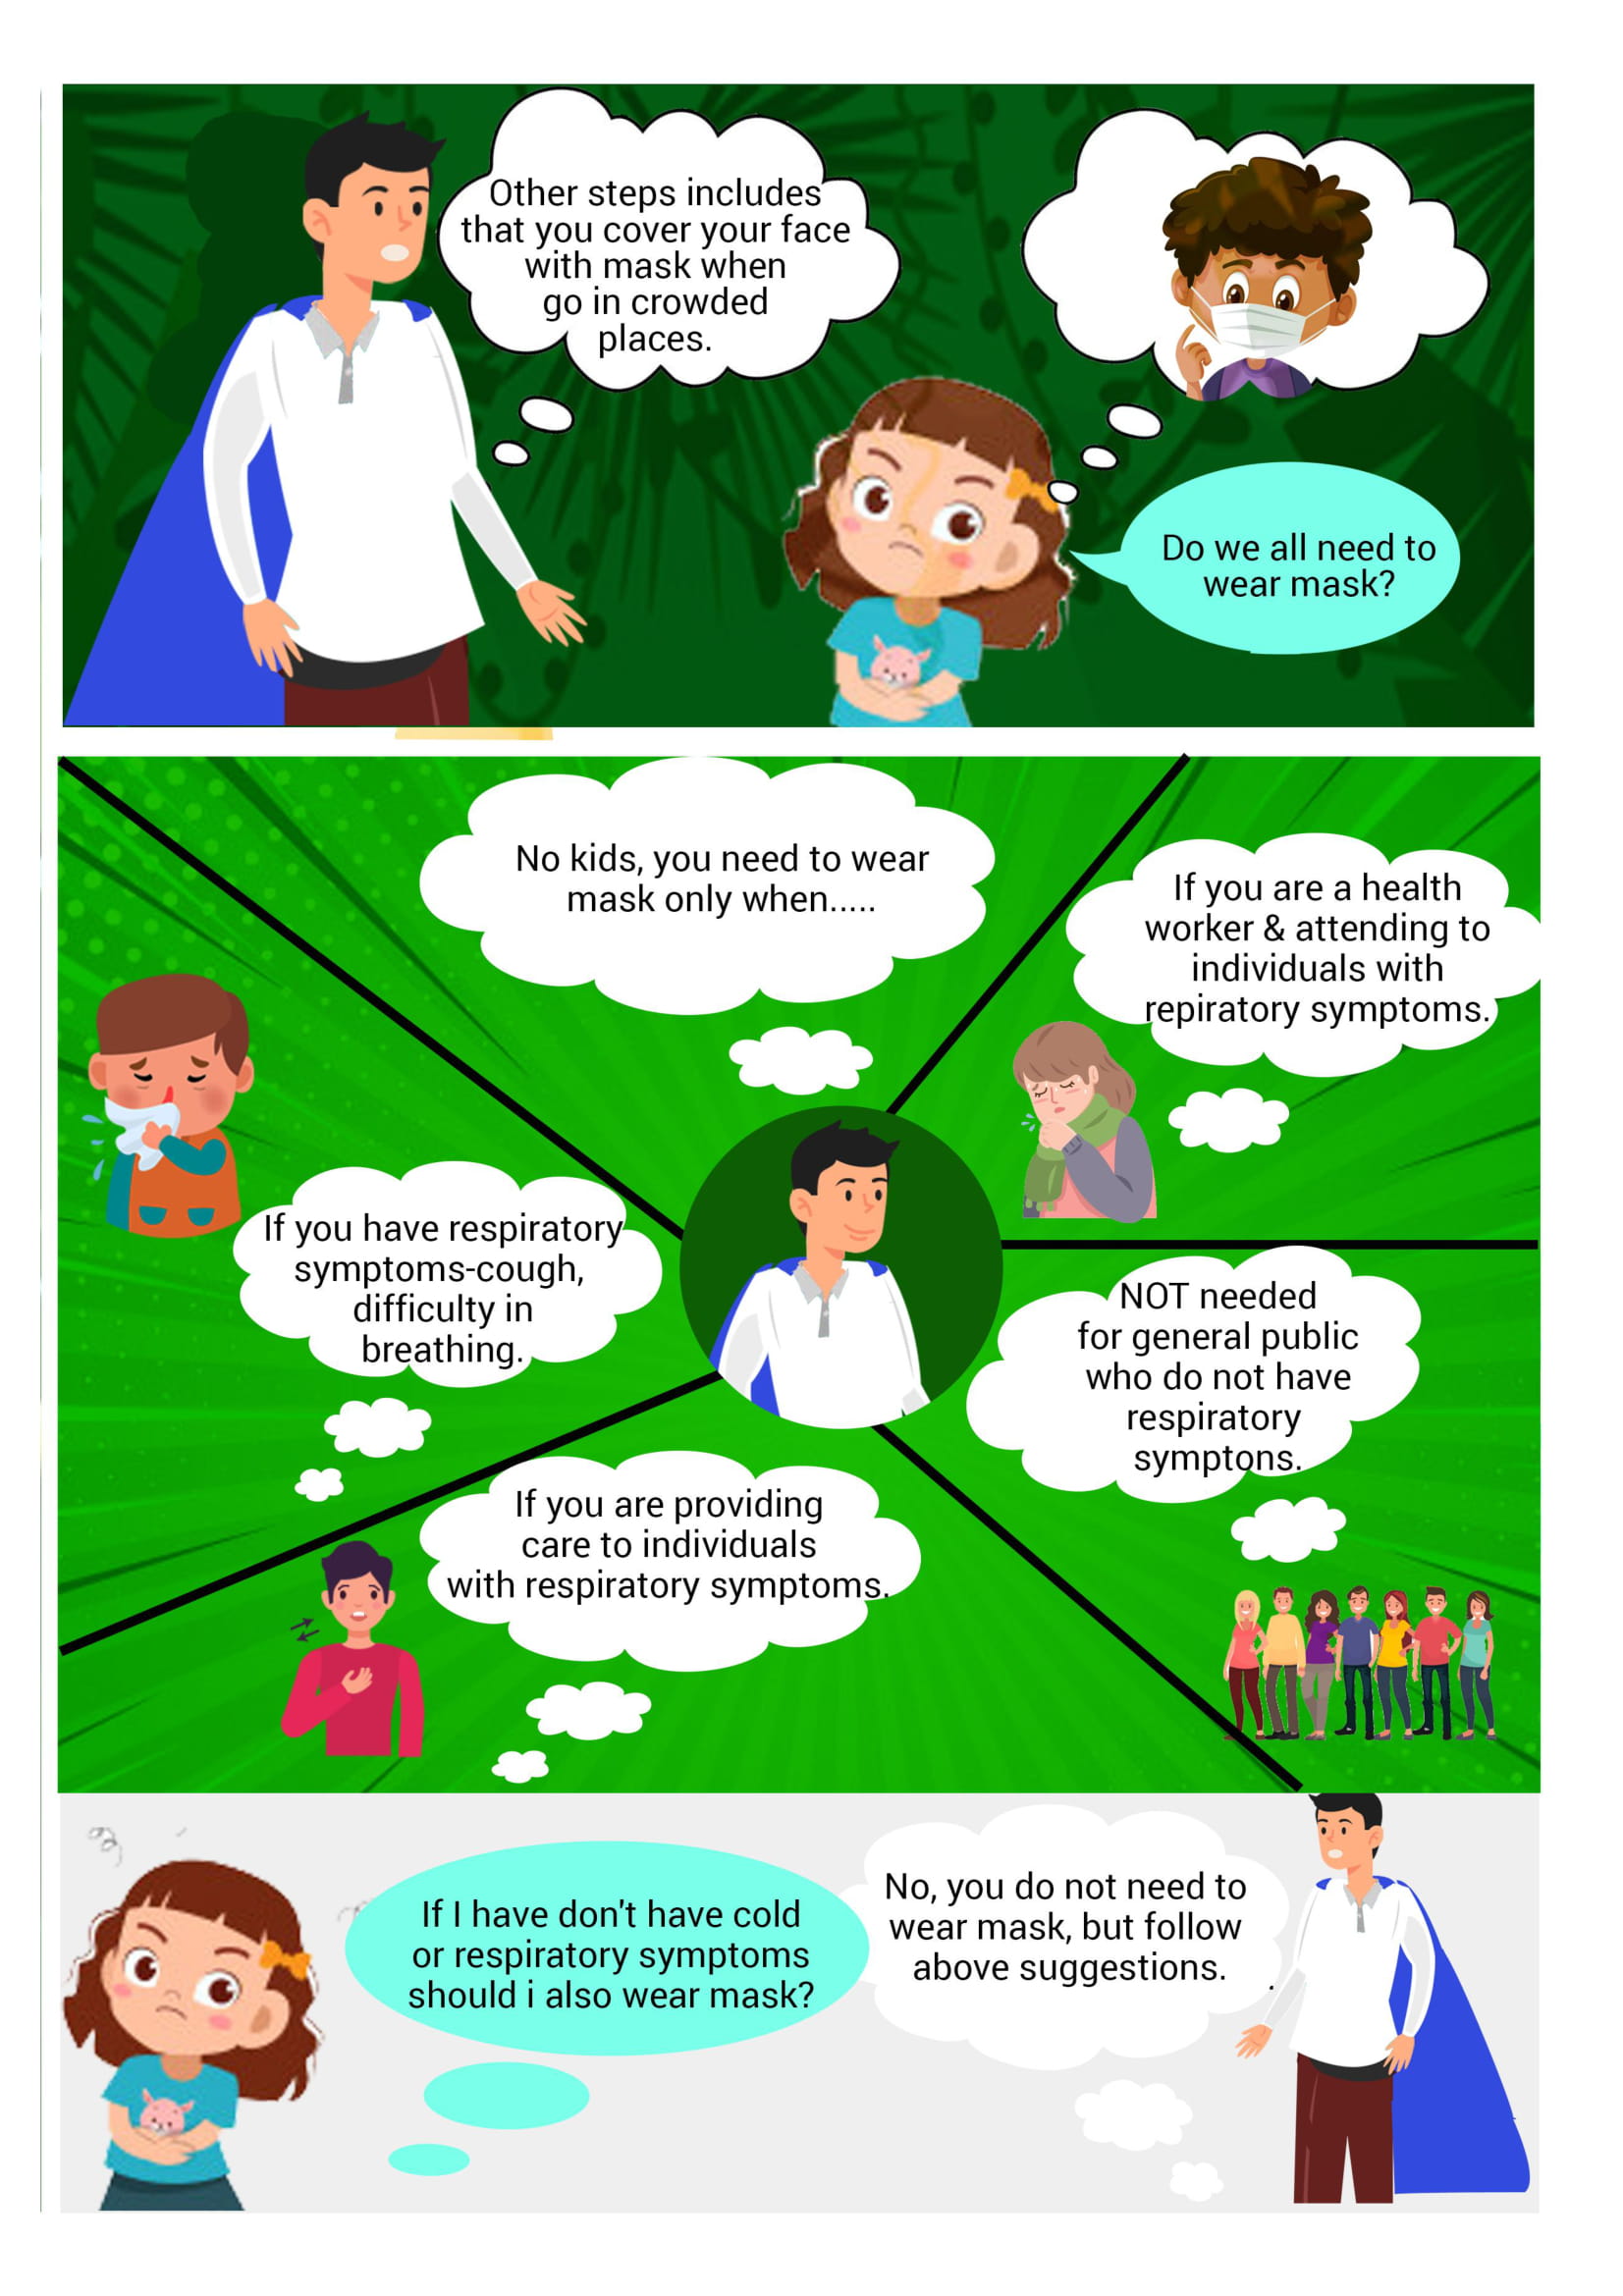 Other steps includes
that you cover your face
with mask when
go in crowded
places.
Do we all need to
wear mask?
No kids, you need to wear
mask only when.....
If you are a health
worker & attending to
individuals with
repiratory symptoms.
If you have respiratory
symptoms-cough,
difficulty in
breathing.
NOT needed
for general public
who do not have
respiratory
symptons.
If you are providing
care to individuals
with respiratory symptoms.
If I have don't have cold
or respiratory symptoms
should i also wear mask?
No, you do not need to
wear mask, but follow
above suggestions.